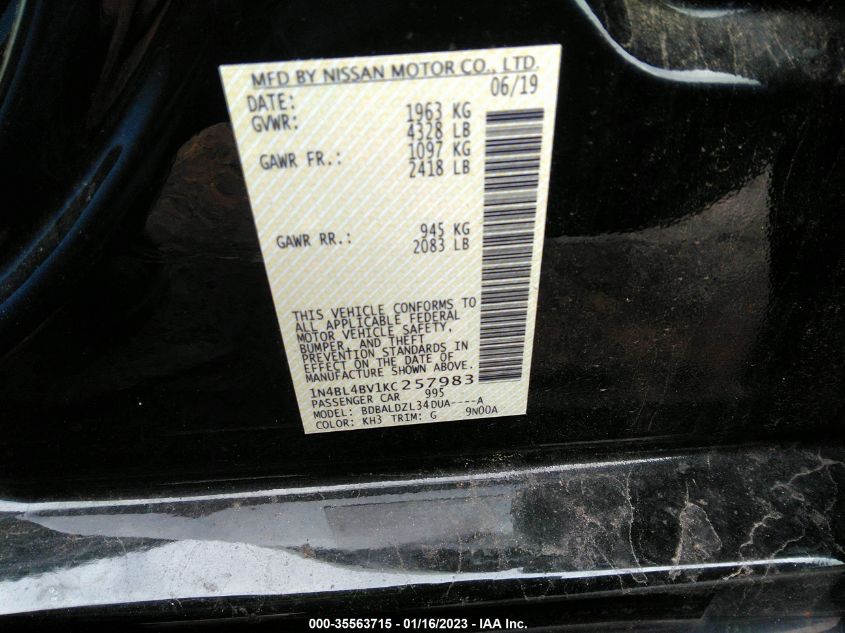 MFD BY NISSAN MOTOR CO., LTD.
DATE: 06/19
GVWR: 1963 KG
4328 LB
GAWR FR.: 1097 KG
2418 LB
GAWR RR.: 945 KG
2083 LB
THIS VEHICLE CONFORMS TO
ALL APPLICABLE FEDERAL
MOTOR VEHICLE SAFETY,
BUMPER, AND THEFT
PREVENTION STANDARDS IN
EFFECT ON THE DATE OF
MANUFACTURE SHOWN ABOVE.
1N4BL4BV1KC257983
PASSENGER CAR 995
MODEL: BDBALDZL34DUA----A
COLOR: KH3 TRIM: G 9N00A
000-35563715 - 01/16/2023 - IAA Inc.